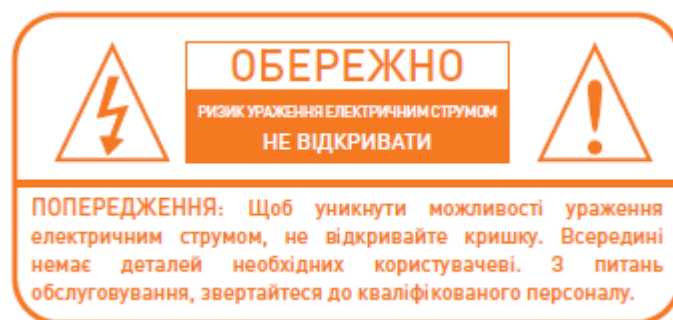 ОБЕРЕЖНО
РИЗИК УРАЖЕННЯ ЕЛЕКТРИЧНИМ СТРУМОМ
НЕ ВІДКРИВАТИ
ПОПЕРЕДЖЕННЯ: Щоб уникнути можливості ураження
електричним струмом, не відкривайте кришку. Всередині
немає деталей необхідних користувачеві. З питань
обслуговування, звертайтеся до кваліфікованого персоналу.